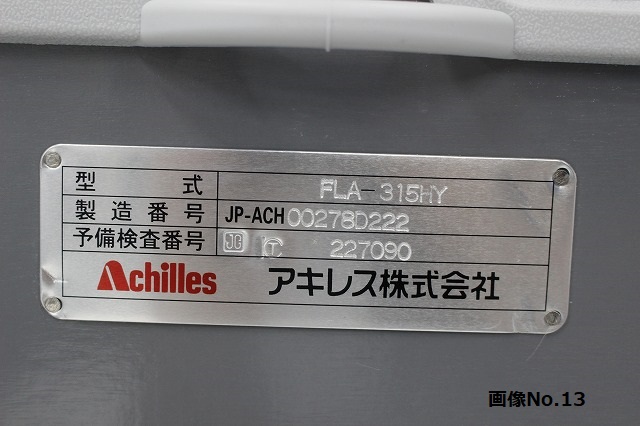 型 式 FLA-315HY
製造番号 JP-ACH 00278D222
予備検査番号 JG 227090
Achilles アキレス株式会社
画像No.13